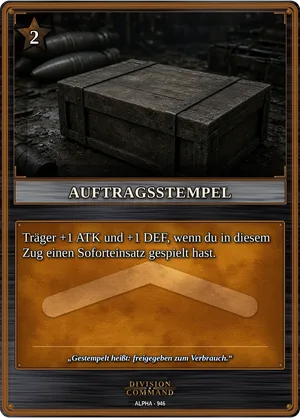 2
AUFTRAGSSTEMPEL
Träger +1 ATK und +1 DEF, wenn du in diesem
Zug einen Soforteinsatz gespielt hast.
„Gestempelt heißt: freigegeben zum Verbrauch.“
DIVISION
COMMAND
ALPHA - 946